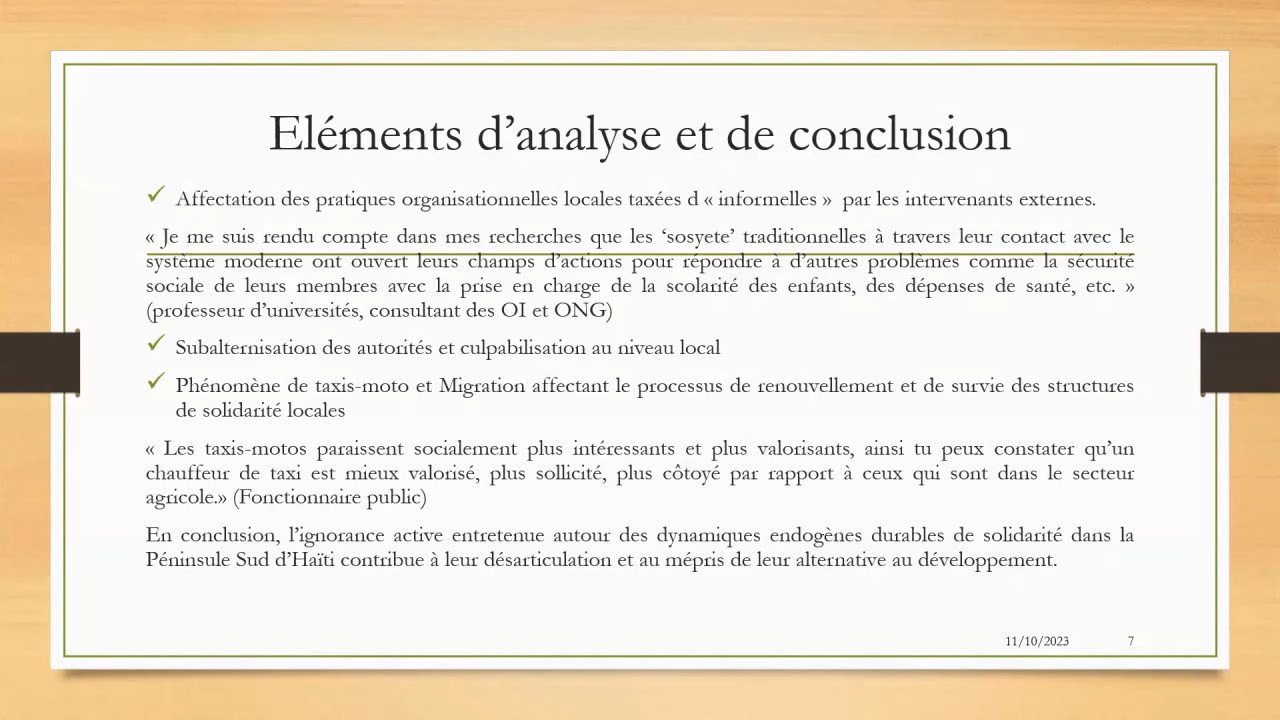 Eléments d’analyse et de conclusion
✓ Affectation des pratiques organisationnelles locales taxées d « informelles »  par les intervenants externes.
« Je me suis rendu compte dans mes recherches que les ‘sosyete’ traditionnelles à travers leur contact avec le
système moderne ont ouvert leurs champs d’actions pour répondre à d’autres problèmes comme la sécurité
sociale de leurs membres avec la prise en charge de la scolarité des enfants, des dépenses de santé, etc. »
(professeur d’universités, consultant des OI et ONG)
✓ Subalternisation des autorités et culpabilisation au niveau local
✓ Phénomène de taxis-moto et Migration affectant le processus de renouvellement et de survie des structures
de solidarité locales
« Les taxis-motos paraissent socialement plus intéressants et plus valorisants, ainsi tu peux constater qu’un
chauffeur de taxi est mieux valorisé, plus sollicité, plus côtoyé par rapport à ceux qui sont dans le secteur
agricole.» (Fonctionnaire public)
En conclusion, l’ignorance active entretenue autour des dynamiques endogènes durables de solidarité dans la
Péninsule Sud d’Haïti contribue à leur désarticulation et au mépris de leur alternative au développement.
11/10/2023 7